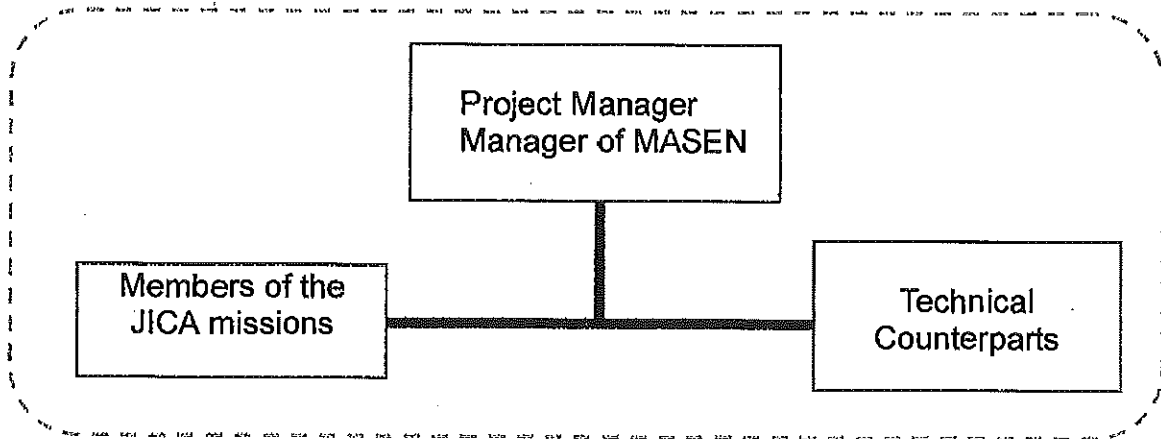 Project Manager
Manager of MASEN
Members of the
JICA missions
Technical
Counterparts